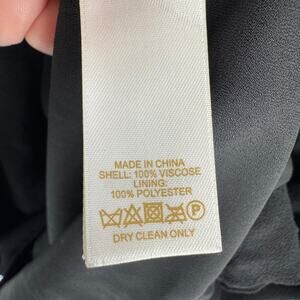 MADE IN CHINA
SHELL: 100% VISCOSE
LINING:
100% POLYESTER
P
DRY CLEAN ONLY